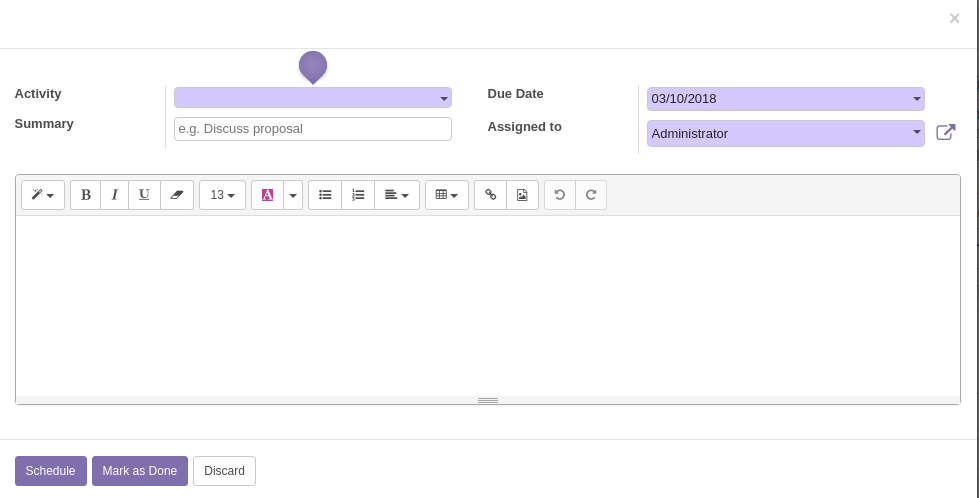 ×
Activity
Due Date 03/10/2018
Summary e.g. Discuss proposal
Assigned to Administrator
B I U 13 A
Schedule Mark as Done Discard